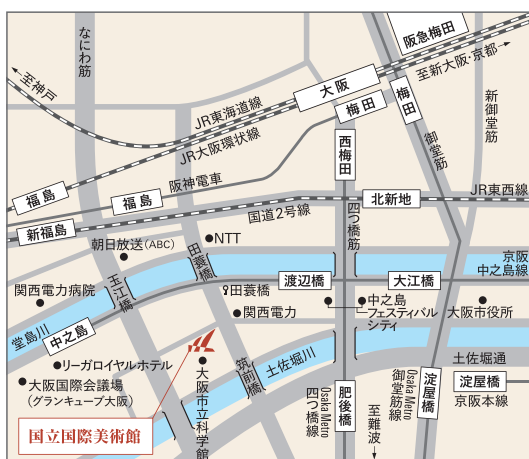 なにわ筋
阪急梅田
←至神戸
至新大阪・京都→
大阪
梅田
梅田
新御堂筋
JR東海道線
JR大阪環状線
西梅田
御堂筋
阪神電車
福島
福島
北新地
JR東西線
新福島
国道2号線
四つ橋筋
朝日放送(ABC)
田蓑橋
NTT
京阪
中之島線
玉江橋
渡辺橋
大江橋
関西電力病院
田蓑橋
中之島
フェスティバル
シティ
大阪市役所
堂島川
中之島
関西電力
土佐堀川
土佐堀通
リーガロイヤルホテル
大阪国際会議場
(グランキューブ大阪)
大阪市立科学館
筑前橋
肥後橋
Osaka Metro
四つ橋線
Osaka Metro
御堂筋線
淀屋橋
淀屋橋
京阪本線
至難波→
国立国際美術館